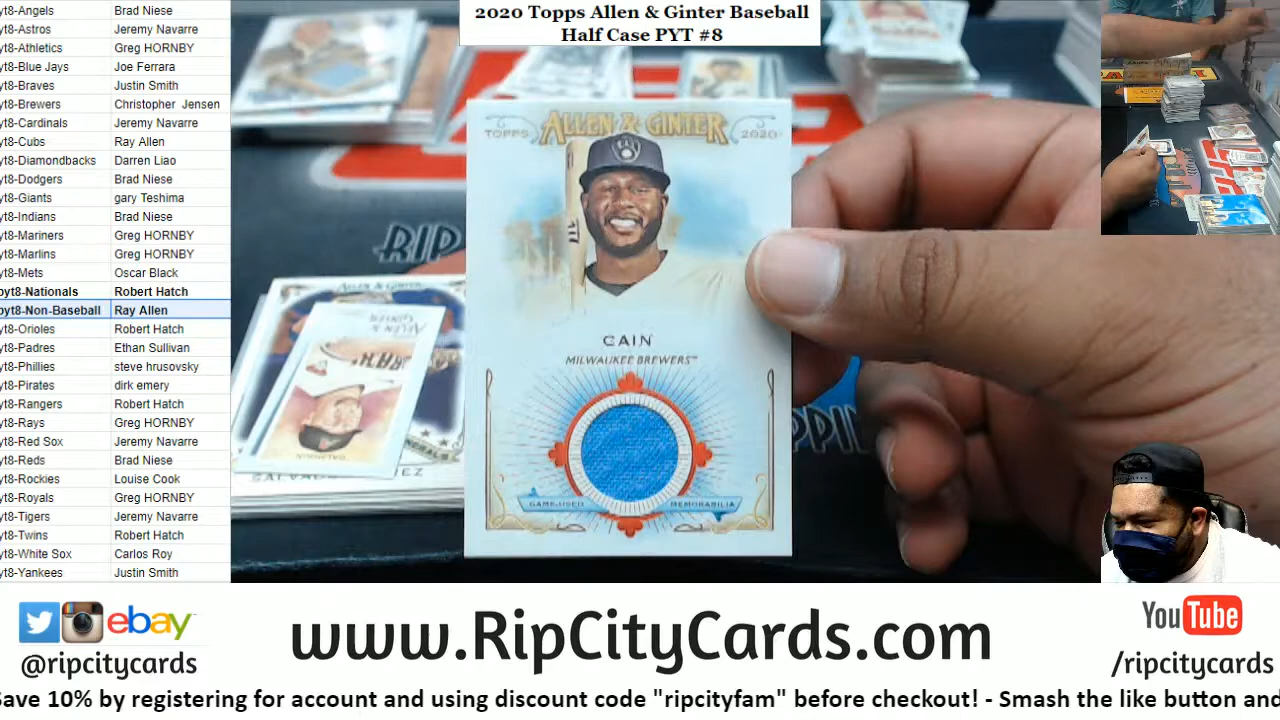 2020 Topps Allen & Ginter Baseball
Half Case PYT #8
yt8-Angels Brad Niese
yt8-Astros Jeremy Navarre
yt8-Athletics Greg HORNBY
yt8-Blue Jays Joe Ferrara
yt8-Braves Justin Smith
yt8-Brewers Christopher Jensen
yt8-Cardinals Jeremy Navarre
yt8-Cubs Ray Allen
yt8-Diamondbacks Darren Liao
yt8-Dodgers Brad Niese
yt8-Giants gary Teshima
yt8-Indians Brad Niese
yt8-Mariners Greg HORNBY
yt8-Marlins Greg HORNBY
yt8-Mets Oscar Black
pyt8-Nationals Robert Hatch
pyt8-Non-Baseball Ray Allen
yt8-Orioles Robert Hatch
yt8-Padres Ethan Sullivan
yt8-Phillies steve hrusovsky
yt8-Pirates dirk emery
yt8-Rangers Robert Hatch
yt8-Rays Greg HORNBY
yt8-Red Sox Jeremy Navarre
yt8-Reds Brad Niese
yt8-Rockies Louise Cook
yt8-Royals Greg HORNBY
yt8-Tigers Jeremy Navarre
yt8-Twins Robert Hatch
yt8-White Sox Carlos Roy
yt8-Yankees Justin Smith
TOPPS ALLEN & GINTER 2020
CAIN
MILWAUKEE BREWERS™
GAME-USED MEMORABILIA
RIP
ALLEN & GINTER
ebay
@ripcitycards
www.RipCityCards.com
YouTube
/ripcitycards
Save 10% by registering for account and using discount code "ripcityfam" before checkout! - Smash the like button and